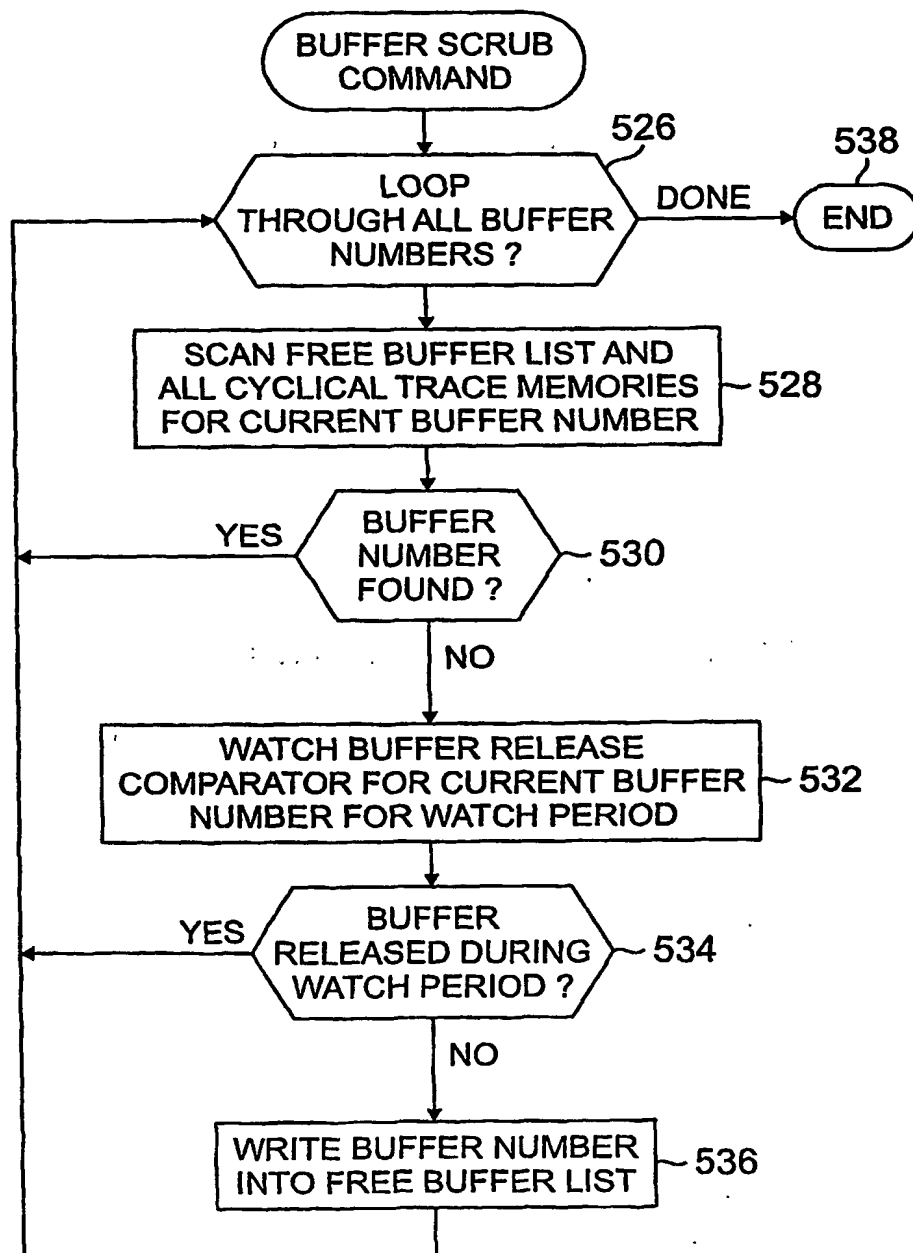 BUFFER SCRUB
COMMAND
526
LOOP
THROUGH ALL BUFFER
NUMBERS ?
DONE
538
END
SCAN FREE BUFFER LIST AND
ALL CYCLICAL TRACE MEMORIES
FOR CURRENT BUFFER NUMBER
528
BUFFER
NUMBER
FOUND ?
YES
530
NO
WATCH BUFFER RELEASE
COMPARATOR FOR CURRENT BUFFER
NUMBER FOR WATCH PERIOD
532
BUFFER
RELEASED DURING
WATCH PERIOD ?
YES
534
NO
WRITE BUFFER NUMBER
INTO FREE BUFFER LIST
536